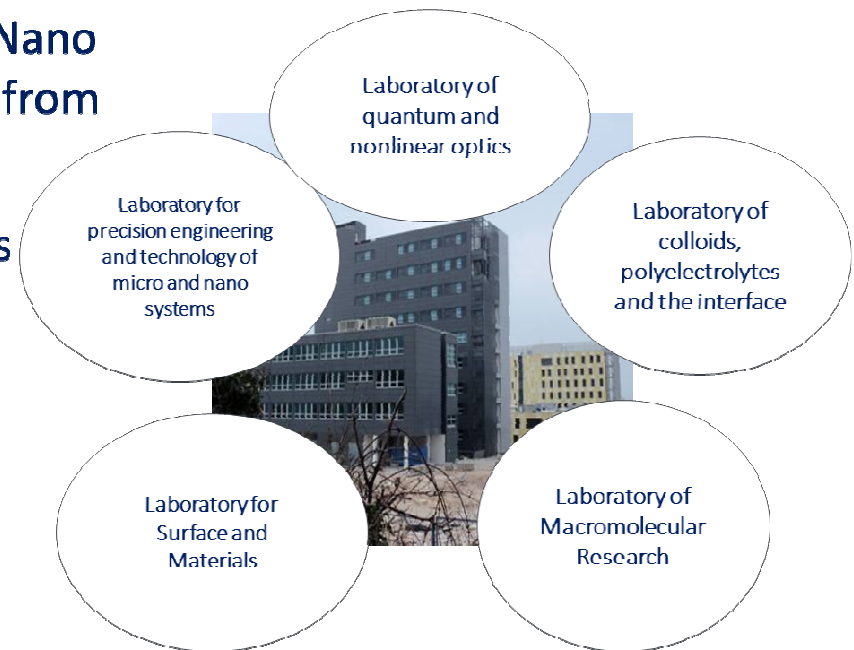 Nano
from
s
Laboratory of
quantum and
nonlinear optics
Laboratory for
precision engineering
and technology of
micro and nano
systems
Laboratory of
colloids,
polyelectrolytes
and the interface
Laboratory for
Surface and
Materials
Laboratory of
Macromolecular
Research